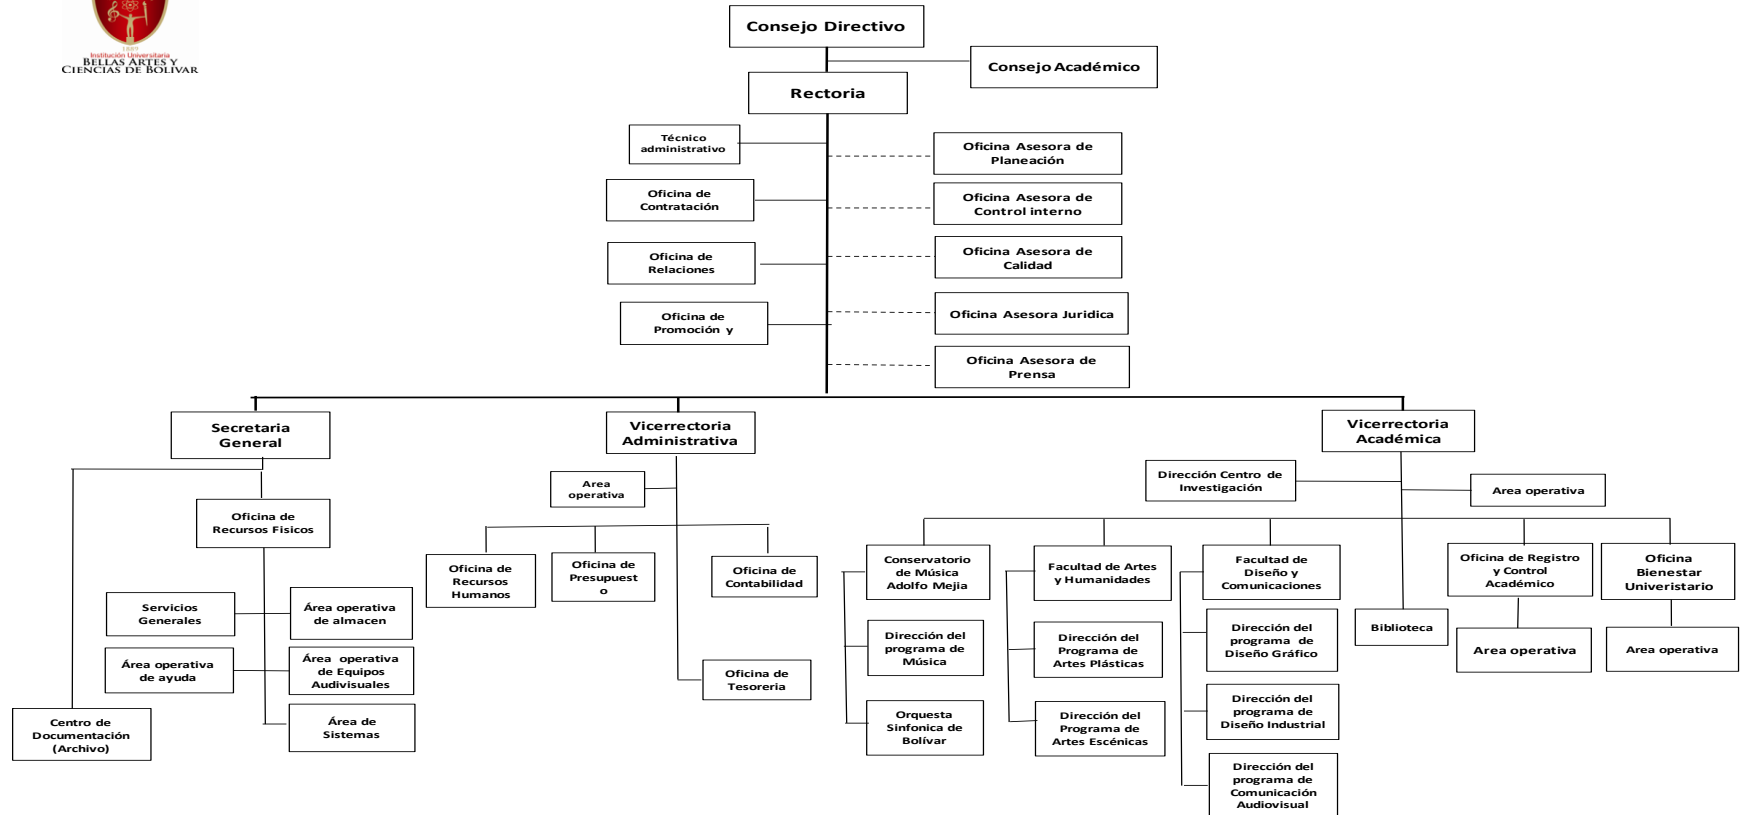 1889
Institución Universitaria
BELLAS ARTES Y
CIENCIAS DE BOLIVAR
Consejo Directivo
Consejo Académico
Rectoria
Técnico
administrativo
Oficina Asesora de
Planeación
Oficina de
Contratación
Oficina Asesora de
Control interno
Oficina de
Relaciones
Oficina Asesora de
Calidad
Oficina de
Promoción y
Oficina Asesora Juridica
Oficina Asesora de
Prensa
Secretaria
General
Vicerrectoria
Administrativa
Vicerrectoria
Académica
Area
operativa
Dirección Centro de
Investigación
Area operativa
Oficina de
Recursos Fisicos
Oficina de
Recursos
Humanos
Oficina de
Presupuest
o
Oficina de
Contabilidad
Conservatorio
de Música
Adolfo Mejia
Facultad de Artes
y Humanidades
Facultad de
Diseño y
Comunicaciones
Oficina de Registro
y Control
Académico
Oficina
Bienestar
Univeristario
Servicios
Generales
Área operativa
de almacen
Dirección del
programa de
Música
Dirección del
Programa de
Artes Plásticas
Dirección del
programa de
Diseño Gráfico
Biblioteca
Area operativa
Area operativa
Área operativa
de ayuda
Área operativa
de Equipos
Audivisuales
Oficina de
Tesoreria
Centro de
Documentación
(Archivo)
Área de
Sistemas
Orquesta
Sinfonica de
Bolívar
Dirección del
Programa de
Artes Escénicas
Dirección del
programa de
Diseño Industrial
Dirección del
programa de
Comunicación
Audiovisual